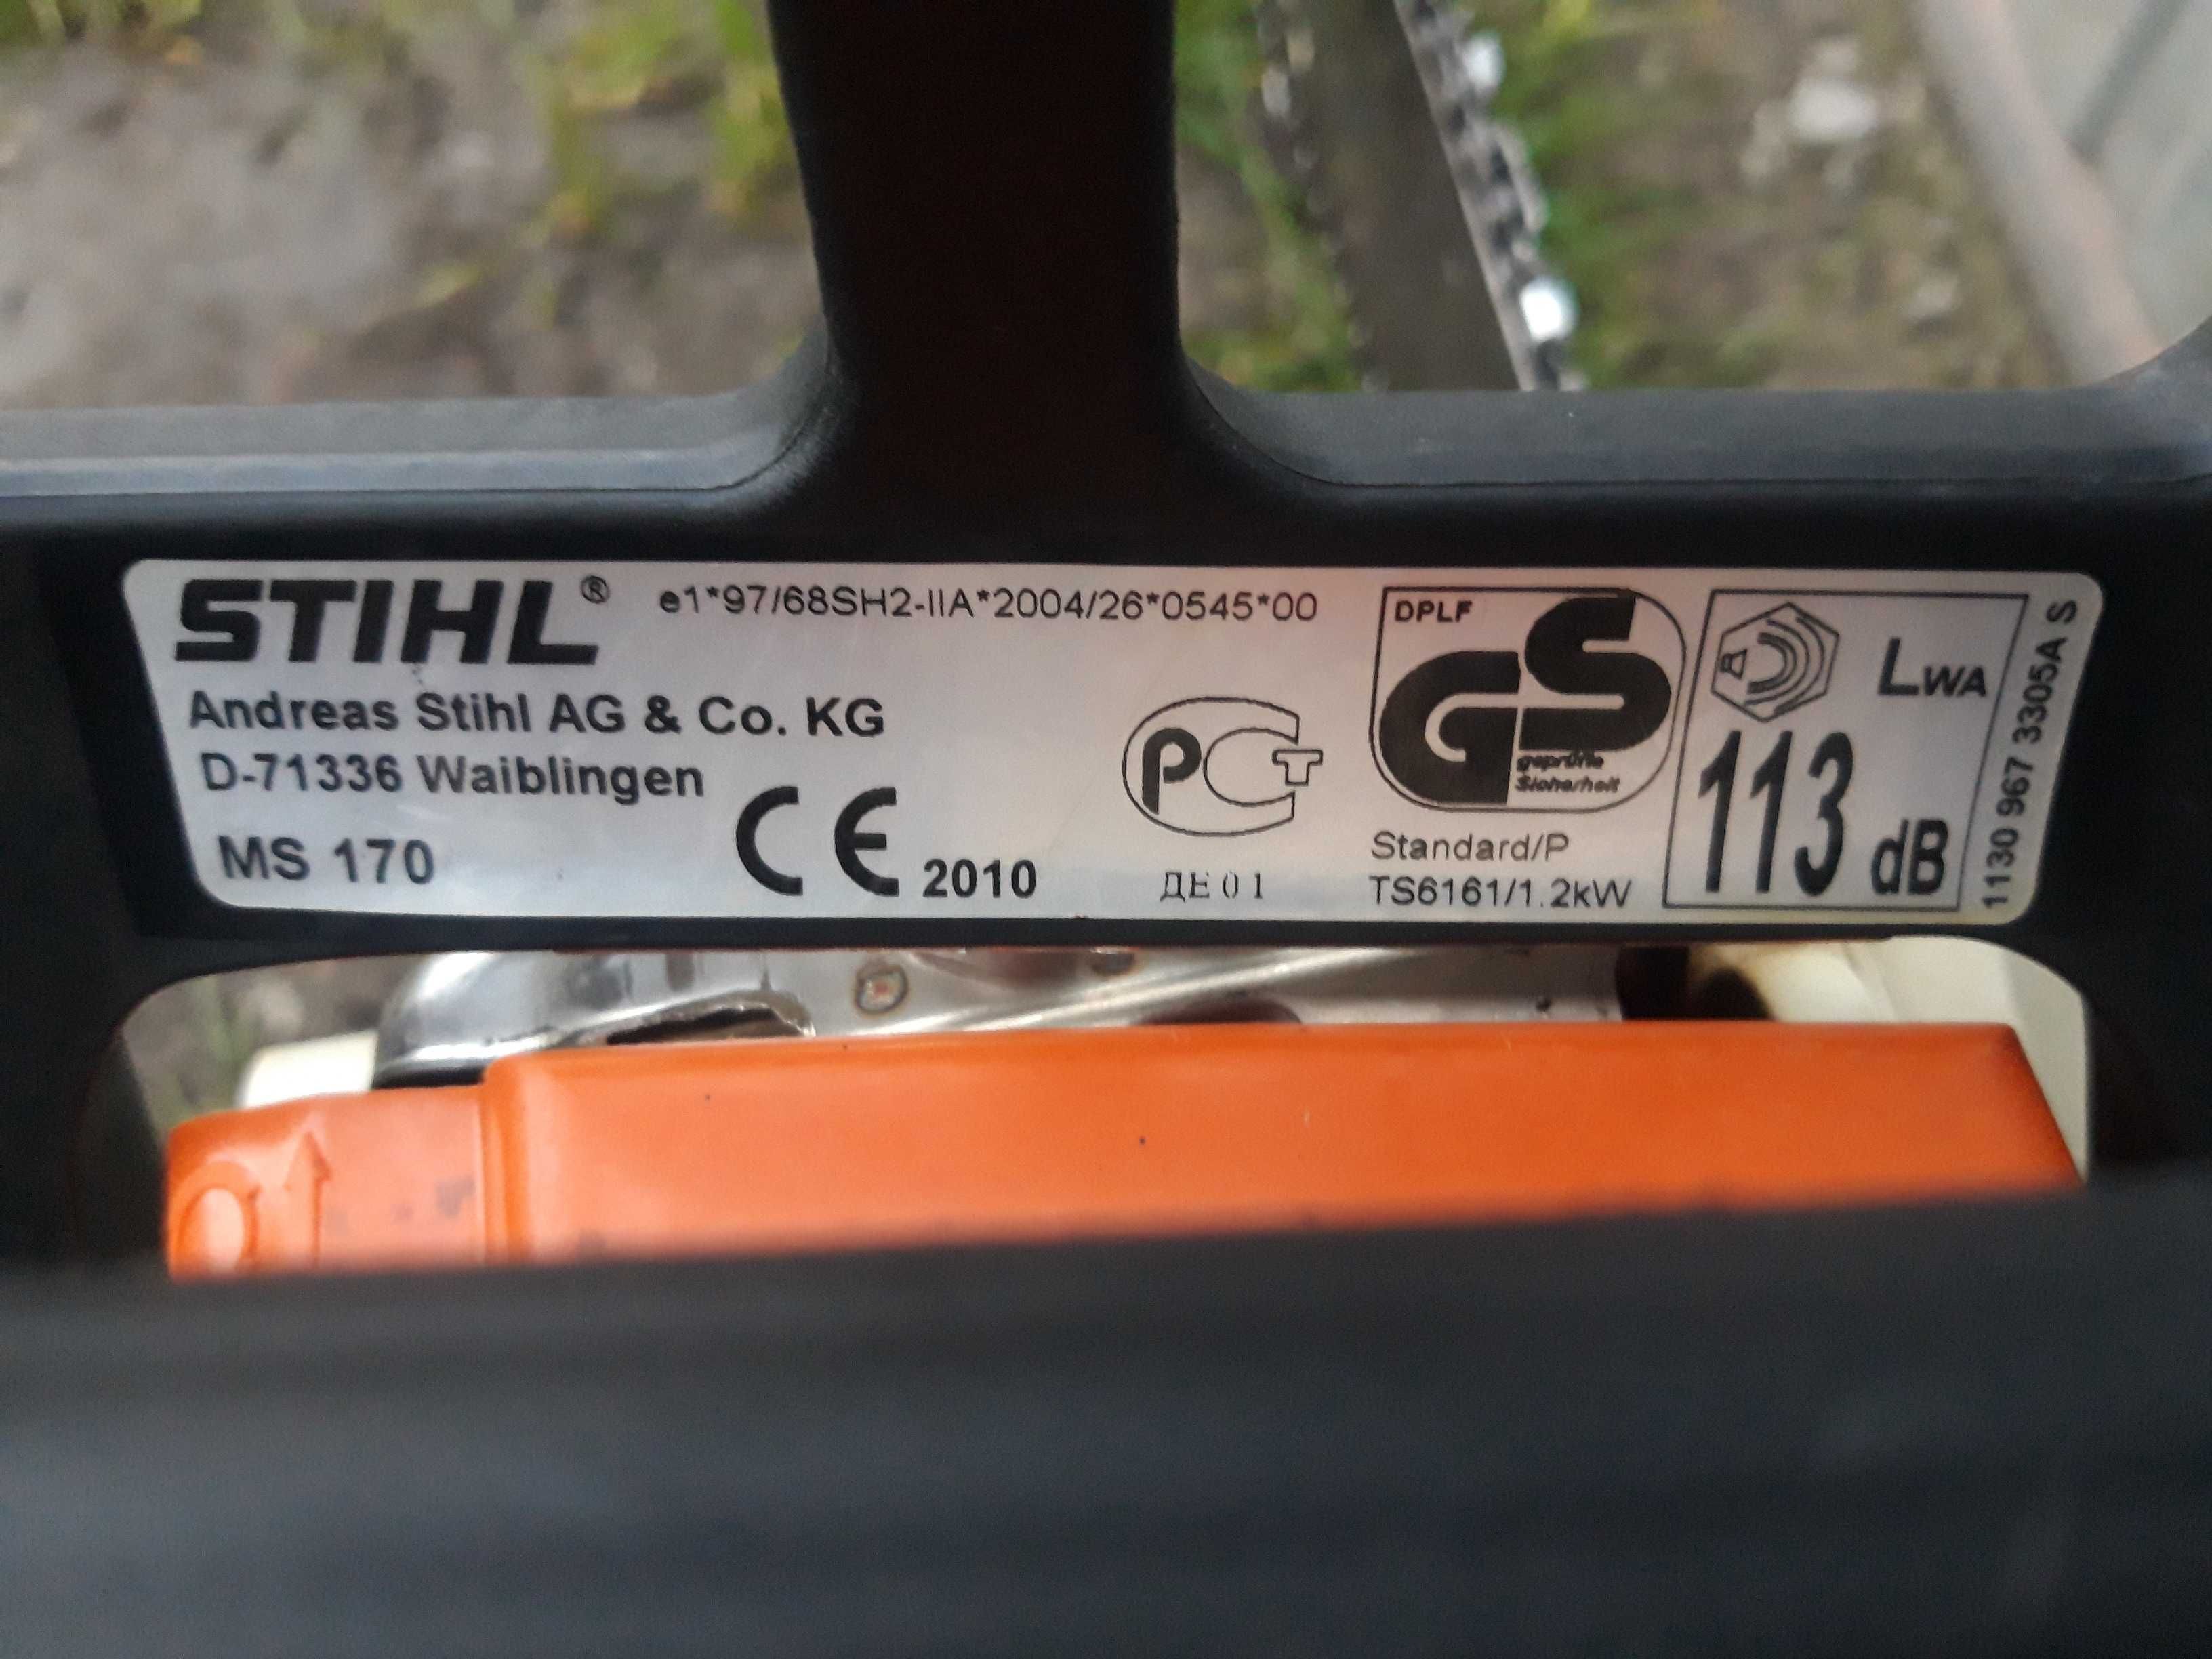 STIHL® e1*97/68SH2-IIA*2004/26*0545*00
Andreas Stihl AG & Co. KG
D-71336 Waiblingen
MS 170
CE 2010
РСТ
ДЕ01
DPLF
GS
geprüfte
Sicherheit
Standard/P
TS6161/1.2kW
LWA
113 dB
1130 967 3305A S